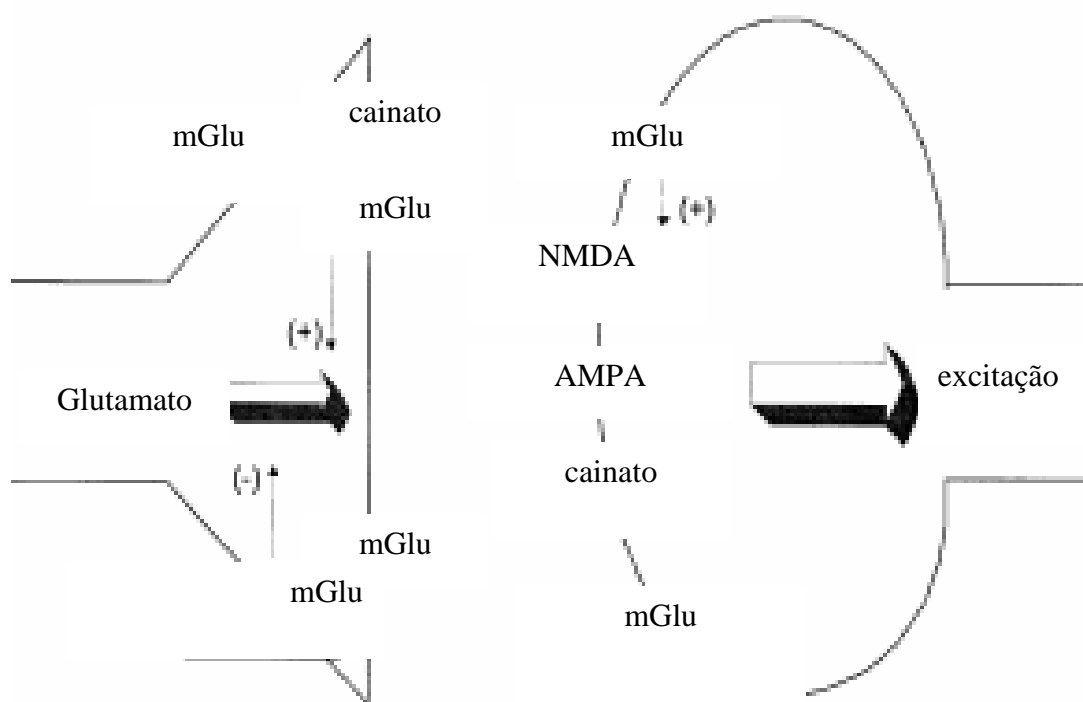 cainato
mGlu
mGlu
(+)
Glutamato
(-)
mGlu
mGlu
mGlu
(+)
NMDA
AMPA
cainato
mGlu
excitação